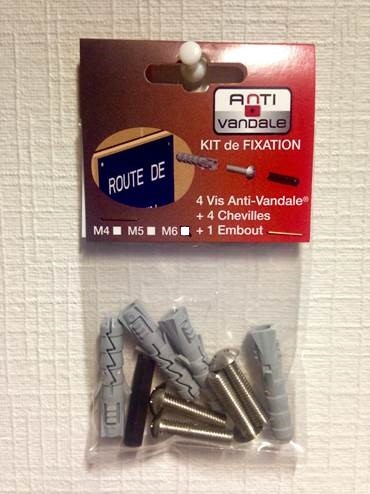 ANTI
VANDALE
KIT de FIXATION
ROUTE DE
4 Vis Anti-Vandale®
+ 4 Chevilles
M4 M5 M6 + 1 Embout